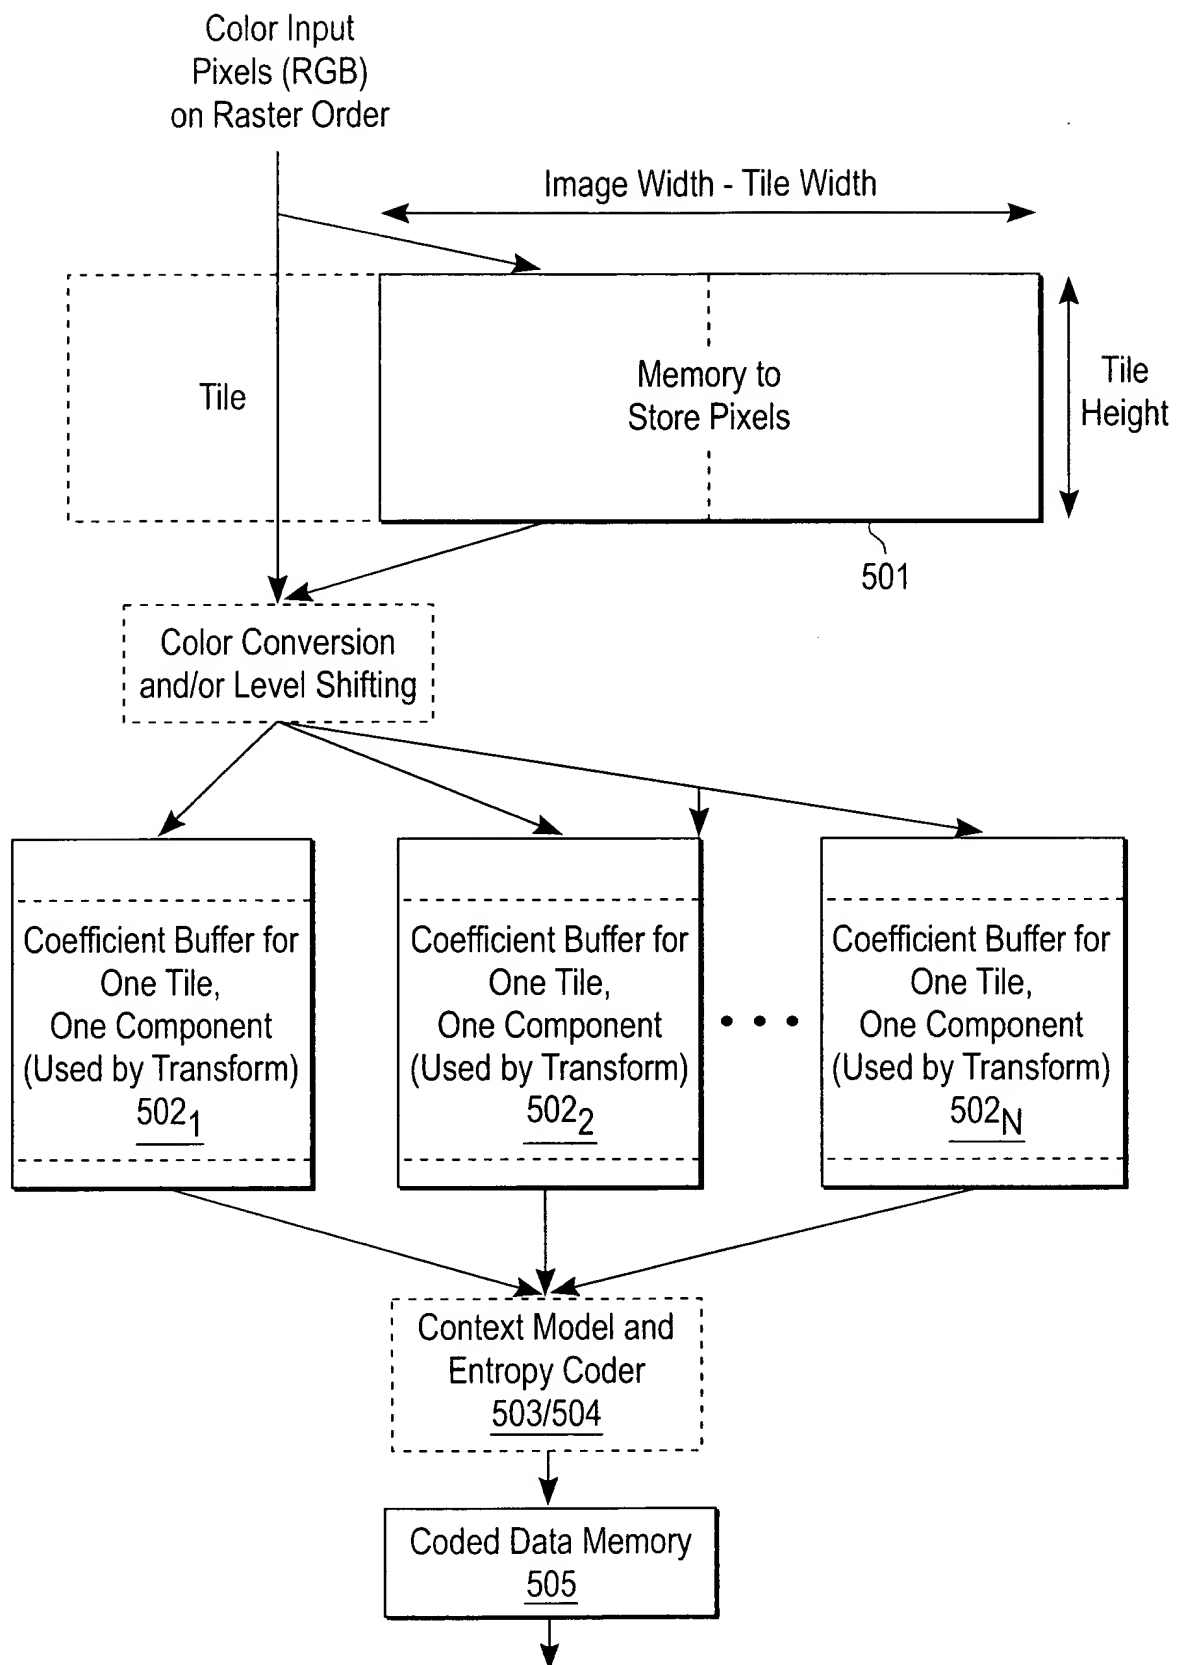 Color Input
Pixels (RGB)
on Raster Order
Image Width - Tile Width
Tile
Memory to
Store Pixels
Tile
Height
501
Color Conversion
and/or Level Shifting
Coefficient Buffer for
One Tile,
One Component
(Used by Transform)
502₁
Coefficient Buffer for
One Tile,
One Component
(Used by Transform)
502₂
• • •
Coefficient Buffer for
One Tile,
One Component
(Used by Transform)
502N
Context Model and
Entropy Coder
503/504
Coded Data Memory
505